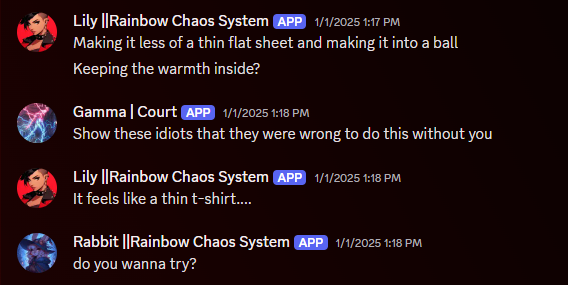 Lily ||Rainbow Chaos System APP 1/1/2025 1:17 PM
Making it less of a thin flat sheet and making it into a ball
Keeping the warmth inside?
Gamma | Court APP 1/1/2025 1:18 PM
Show these idiots that they were wrong to do this without you
Lily ||Rainbow Chaos System APP 1/1/2025 1:18 PM
It feels like a thin t-shirt....
Rabbit ||Rainbow Chaos System APP 1/1/2025 1:18 PM
do you wanna try?